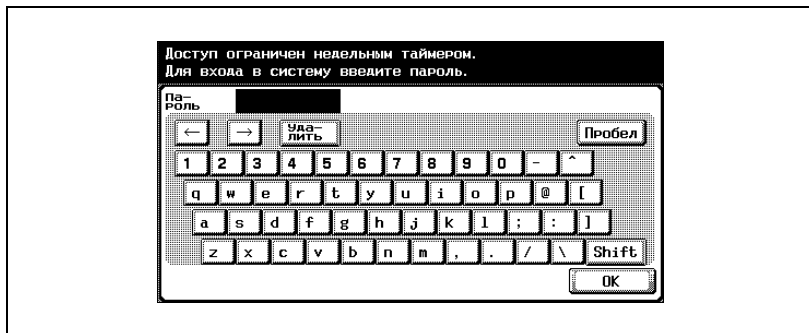 Доступ ограничен недельным таймером.
Для входа в систему введите пароль.
Па-
роль
← → Уда-
лить Пробел
1 2 3 4 5 6 7 8 9 0 - ^
q w e r t y u i o p @ [
a s d f g h j k l ; : ]
z x c v b n m , . / \ Shift
OK